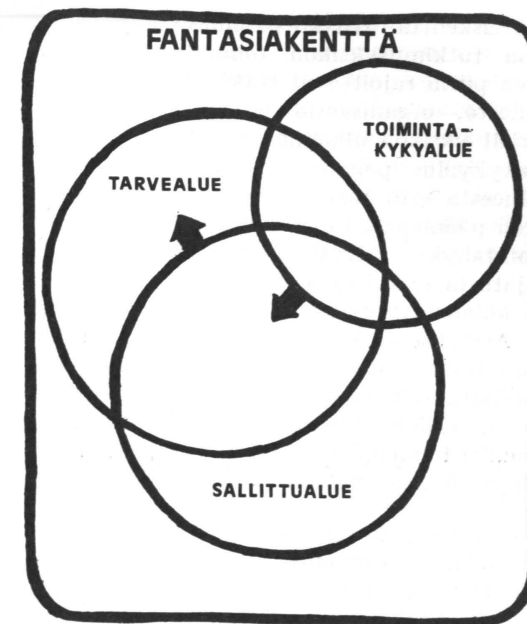 FANTASIAKENTTÄ
TOIMINTA-
KYKYALUE
TARVEALUE
SALLITTUALUE